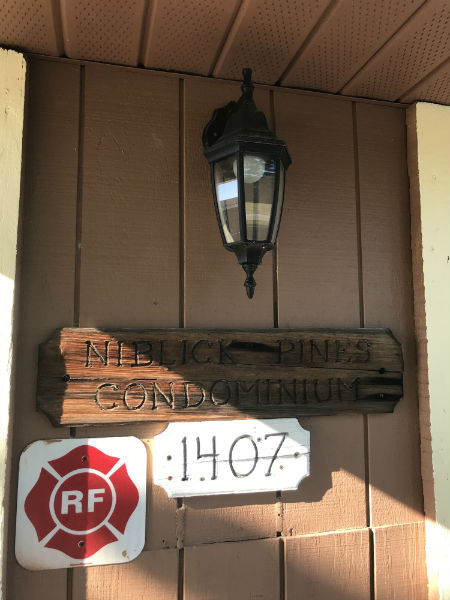 NIBLICK PINES
CONDOMINIUM
1407
RF